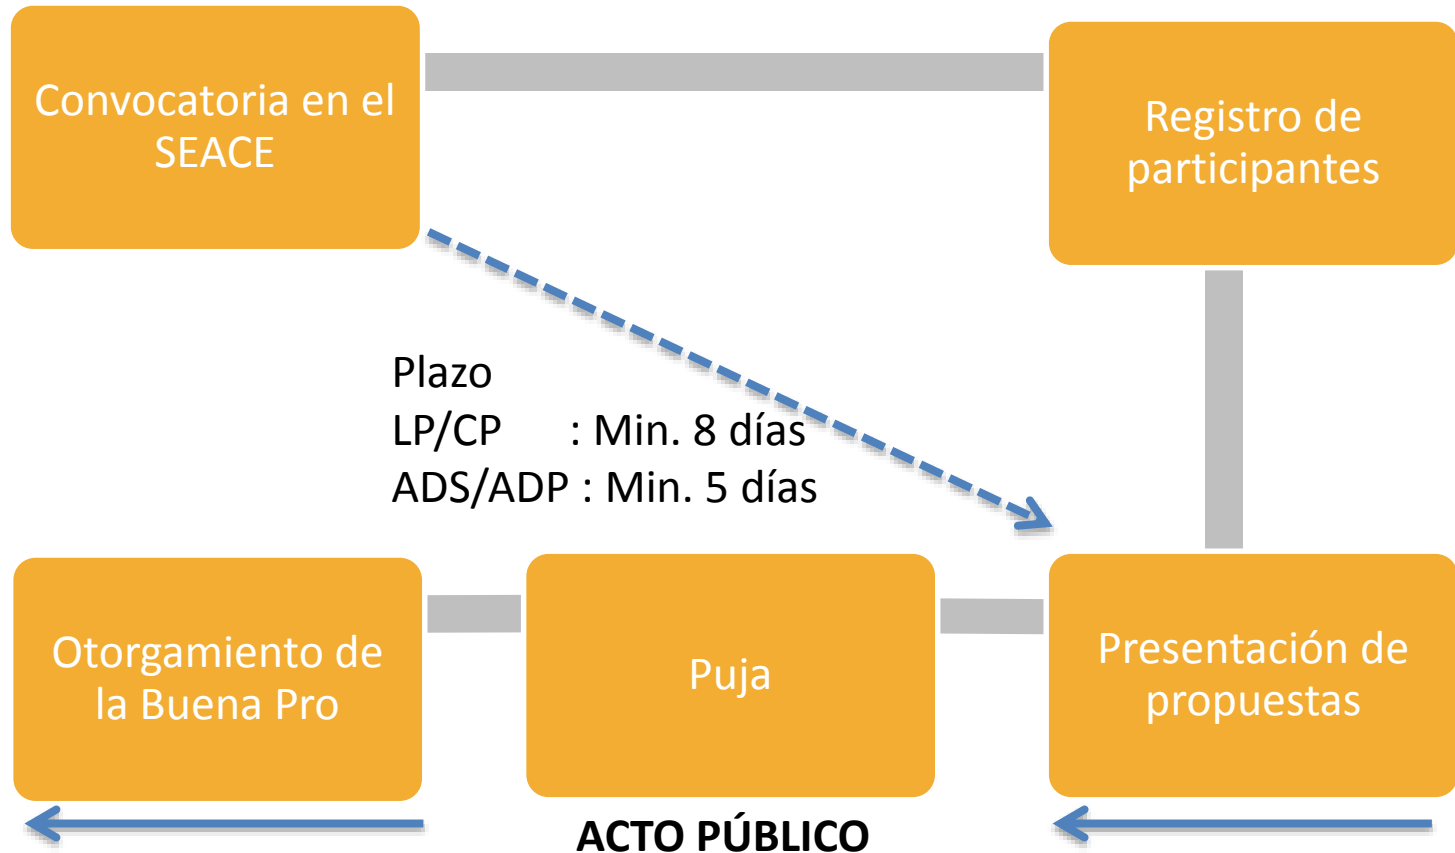 Convocatoria en el
SEACE
Registro de
participantes
Plazo
LP/CP : Min. 8 días
ADS/ADP : Min. 5 días
Otorgamiento de
la Buena Pro
Puja
Presentación de
propuestas
ACTO PÚBLICO